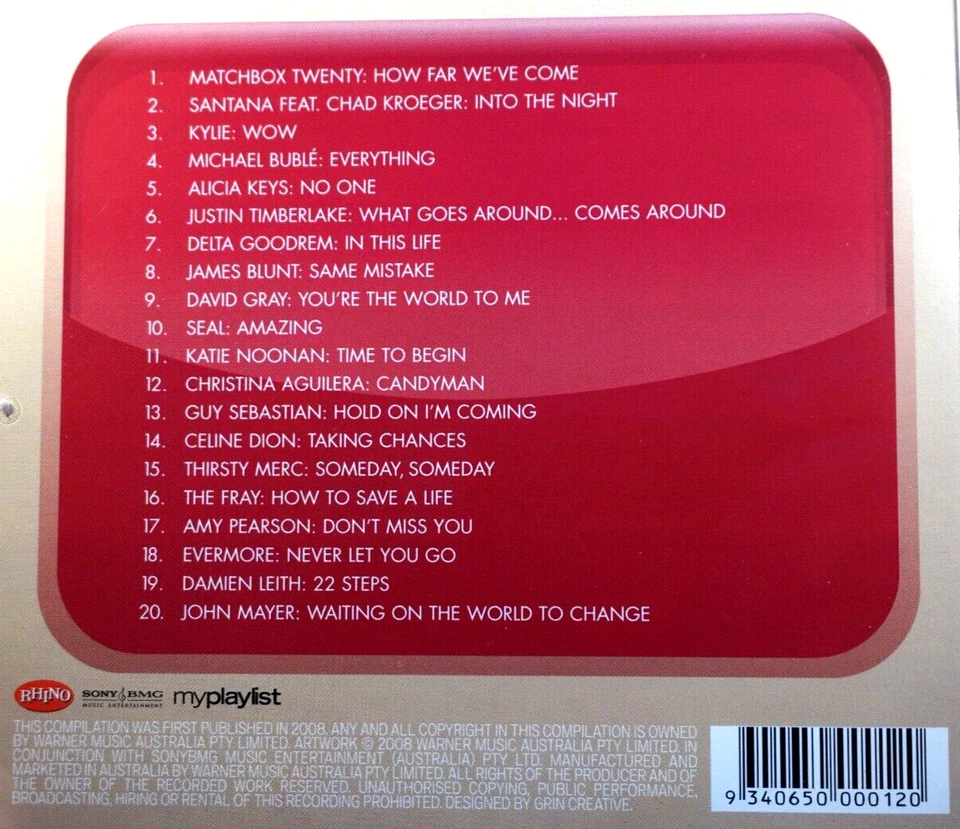 1. MATCHBOX TWENTY: HOW FAR WE'VE COME
2. SANTANA FEAT. CHAD KROEGER: INTO THE NIGHT
3. KYLIE: WOW
4. MICHAEL BUBLÉ: EVERYTHING
5. ALICIA KEYS: NO ONE
6. JUSTIN TIMBERLAKE: WHAT GOES AROUND... COMES AROUND
7. DELTA GOODREM: IN THIS LIFE
8. JAMES BLUNT: SAME MISTAKE
9. DAVID GRAY: YOU'RE THE WORLD TO ME
10. SEAL: AMAZING
11. KATIE NOONAN: TIME TO BEGIN
12. CHRISTINA AGUILERA: CANDYMAN
13. GUY SEBASTIAN: HOLD ON I'M COMING
14. CELINE DION: TAKING CHANCES
15. THIRSTY MERC: SOMEDAY, SOMEDAY
16. THE FRAY: HOW TO SAVE A LIFE
17. AMY PEARSON: DON'T MISS YOU
18. EVERMORE: NEVER LET YOU GO
19. DAMIEN LEITH: 22 STEPS
20. JOHN MAYER: WAITING ON THE WORLD TO CHANGE
RHINO SONY BMG myplaylist
MUSIC ENTERTAINMENT
THIS COMPILATION WAS FIRST PUBLISHED IN 2008. ANY AND ALL COPYRIGHT IN THIS COMPILATION IS OWNED
BY WARNER MUSIC AUSTRALIA PTY LIMITED. ARTWORK © 2008 WARNER MUSIC AUSTRALIA PTY LIMITED. IN
CONJUNCTION WITH SONYBMG MUSIC ENTERTAINMENT (AUSTRALIA) PTY LTD. MANUFACTURED AND
MARKETED IN AUSTRALIA BY WARNER MUSIC AUSTRALIA PTY LIMITED. ALL RIGHTS OF THE PRODUCER AND OF
THE OWNER OF THE RECORDED WORK RESERVED. UNAUTHORISED COPYING, PUBLIC PERFORMANCE,
BROADCASTING, HIRING OR RENTAL OF THIS RECORDING PROHIBITED. DESIGNED BY GRIN CREATIVE.
9 340650 000120